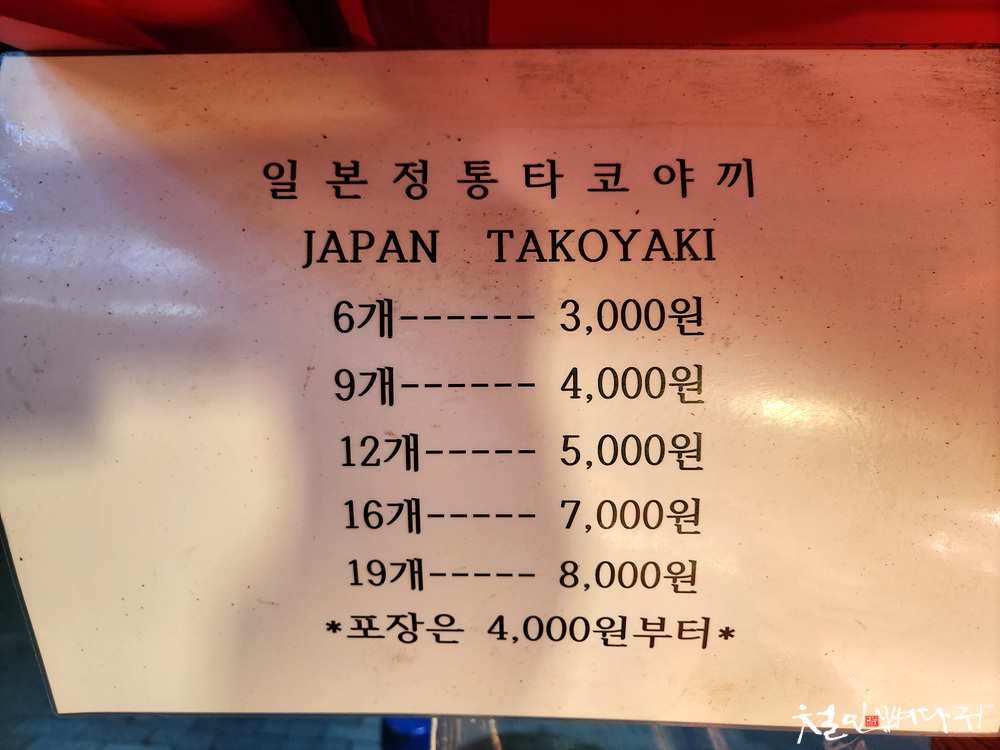 일본정통타코야끼
JAPAN TAKOYAKI
6개------ 3,000원
9개------ 4,000원
12개----- 5,000원
16개----- 7,000원
19개----- 8,000원
*포장은 4,000원부터*